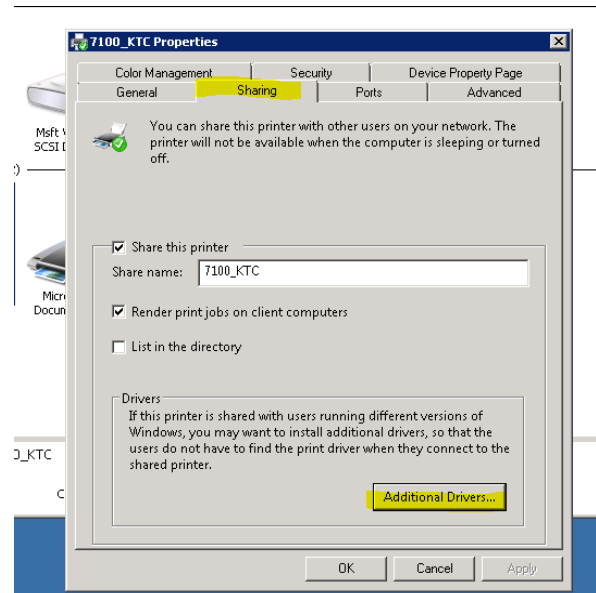 7100_KTC Properties
Color Management Security Device Property Page
General Sharing Ports Advanced
Msft
SCSI
You can share this printer with other users on your network. The
printer will not be available when the computer is sleeping or turned
off.
Share this printer
Share name: 7100_KTC
Render print jobs on client computers
List in the directory
Drivers
If this printer is shared with users running different versions of
Windows, you may want to install additional drivers, so that the
users do not have to find the print driver when they connect to the
shared printer.
Additional Drivers...
OK Cancel Apply